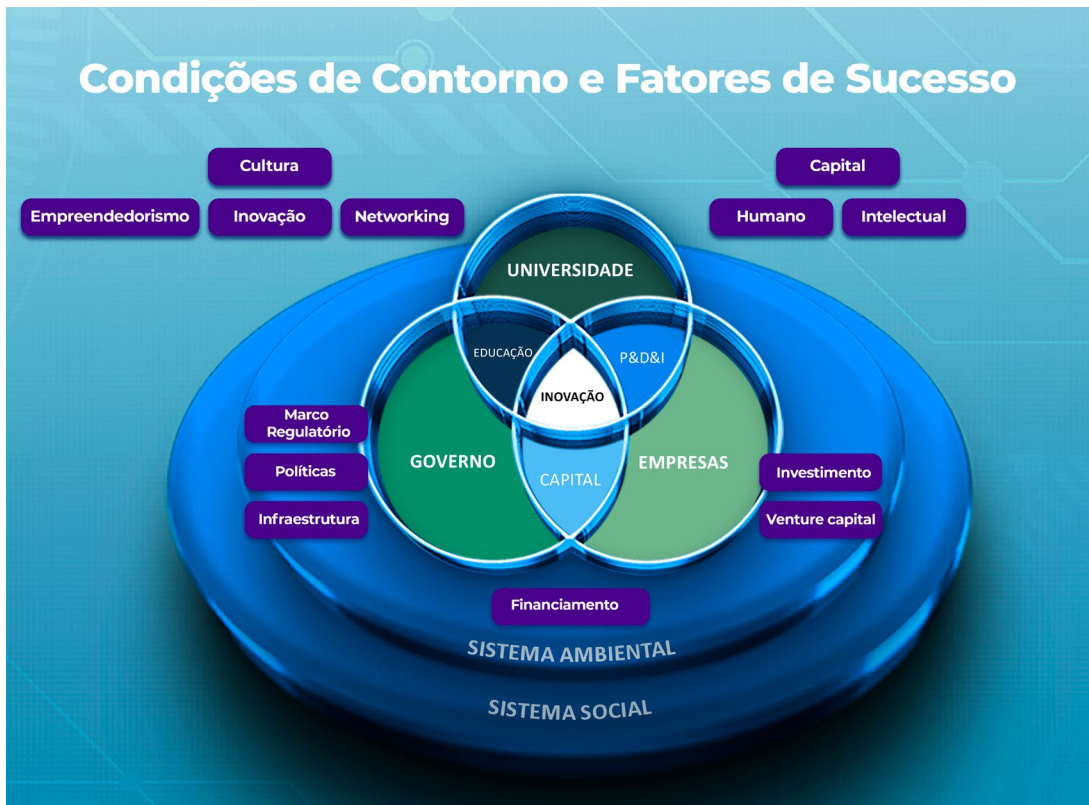 Condições de Contorno e Fatores de Sucesso
Cultura
Empreendedorismo
Inovação
Networking
Capital
Humano
Intelectual
UNIVERSIDADE
EDUCAÇÃO
P&D&I
INOVAÇÃO
GOVERNO
CAPITAL
EMPRESAS
Marco
Regulatório
Políticas
Infraestrutura
Investimento
Venture capital
Financiamento
SISTEMA AMBIENTAL
SISTEMA SOCIAL